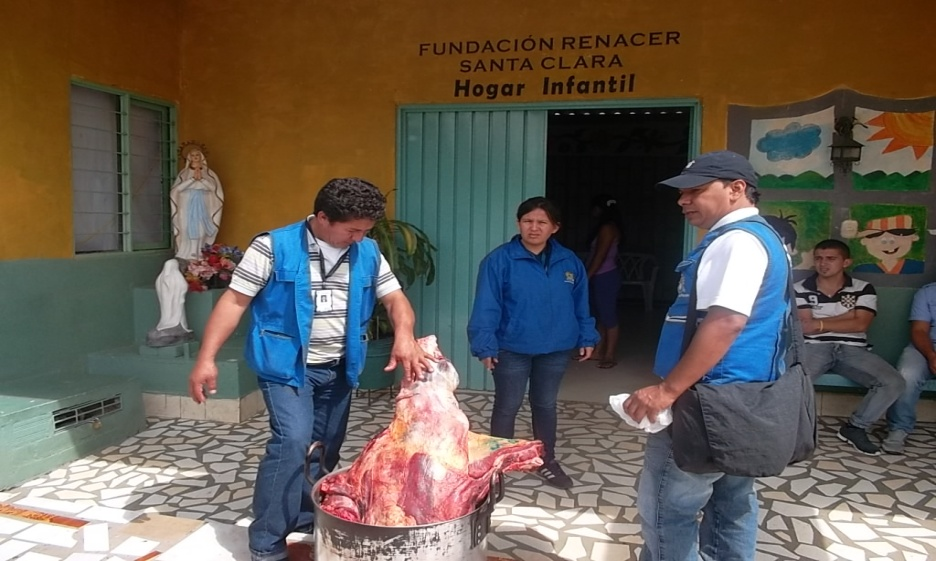 FUNDACIÓN RENACER
SANTA CLARA
Hogar Infantil